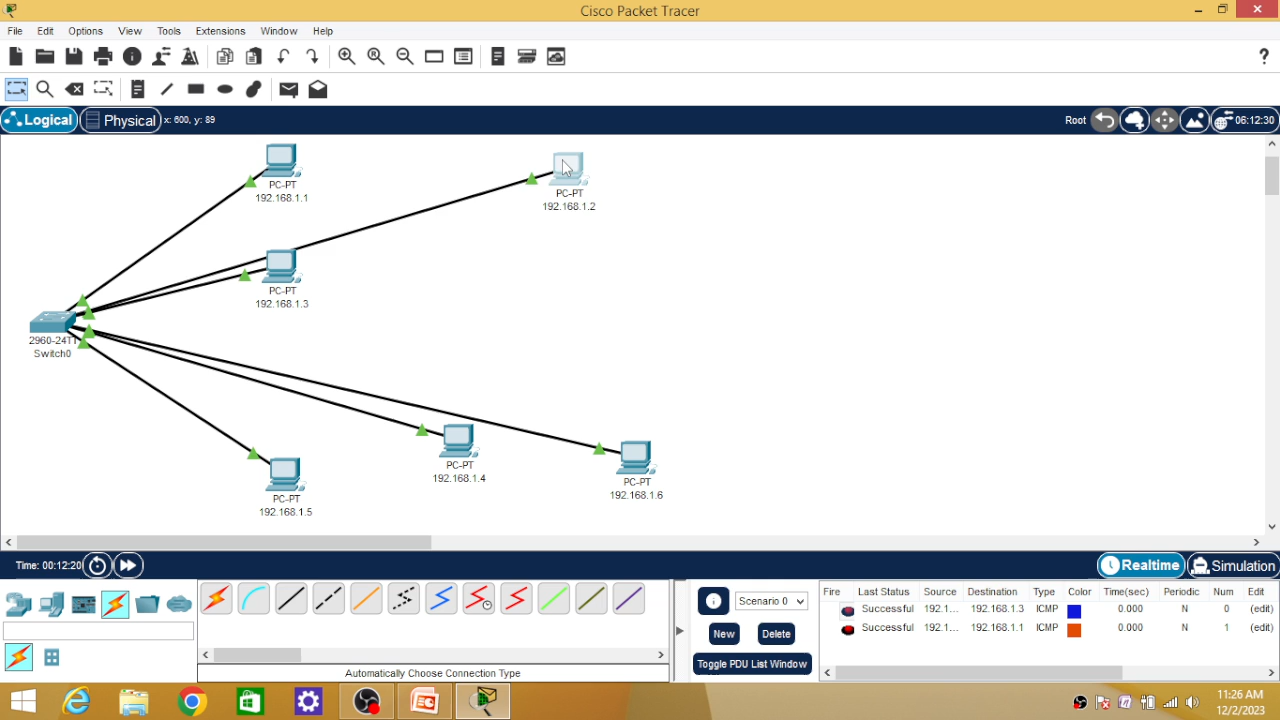 Cisco Packet Tracer
File Edit Options View Tools Extensions Window Help
Logical Physical x: 600, y: 89 Root 06:12:30
PC-PT
192.168.1.1
PC-PT
192.168.1.2
PC-PT
192.168.1.3
2960-24TT
Switch0
PC-PT
192.168.1.4
PC-PT
192.168.1.6
PC-PT
192.168.1.5
Time: 00:12:20 Realtime Simulation
Scenario 0
New Delete
Toggle PDU List Window
Automatically Choose Connection Type
Fire Last Status Source Destination Type Color Time(sec) Periodic Num Edit
Successful 192.1... 192.168.1.3 ICMP 0.000 N 0 (edit)
Successful 192.1... 192.168.1.1 ICMP 0.000 N 1 (edit)
11:26 AM
12/2/2023